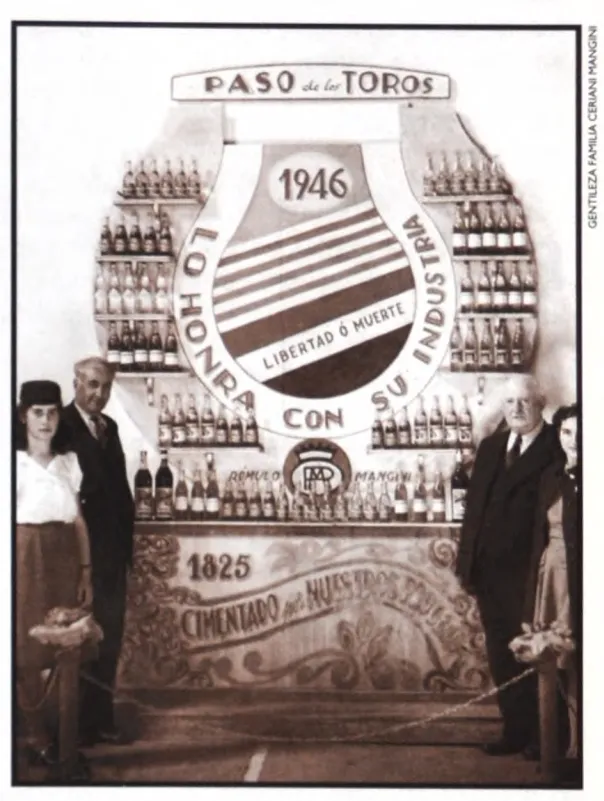 PASO de los TOROS
1946
LO HONRA CON SU INDUSTRIA
LIBERTAD Ó MUERTE
RÓMULO MANGINI
1825
CIMENTADO por NUESTROS
GENTILEZA FAMILIA CERIANI MANGINI